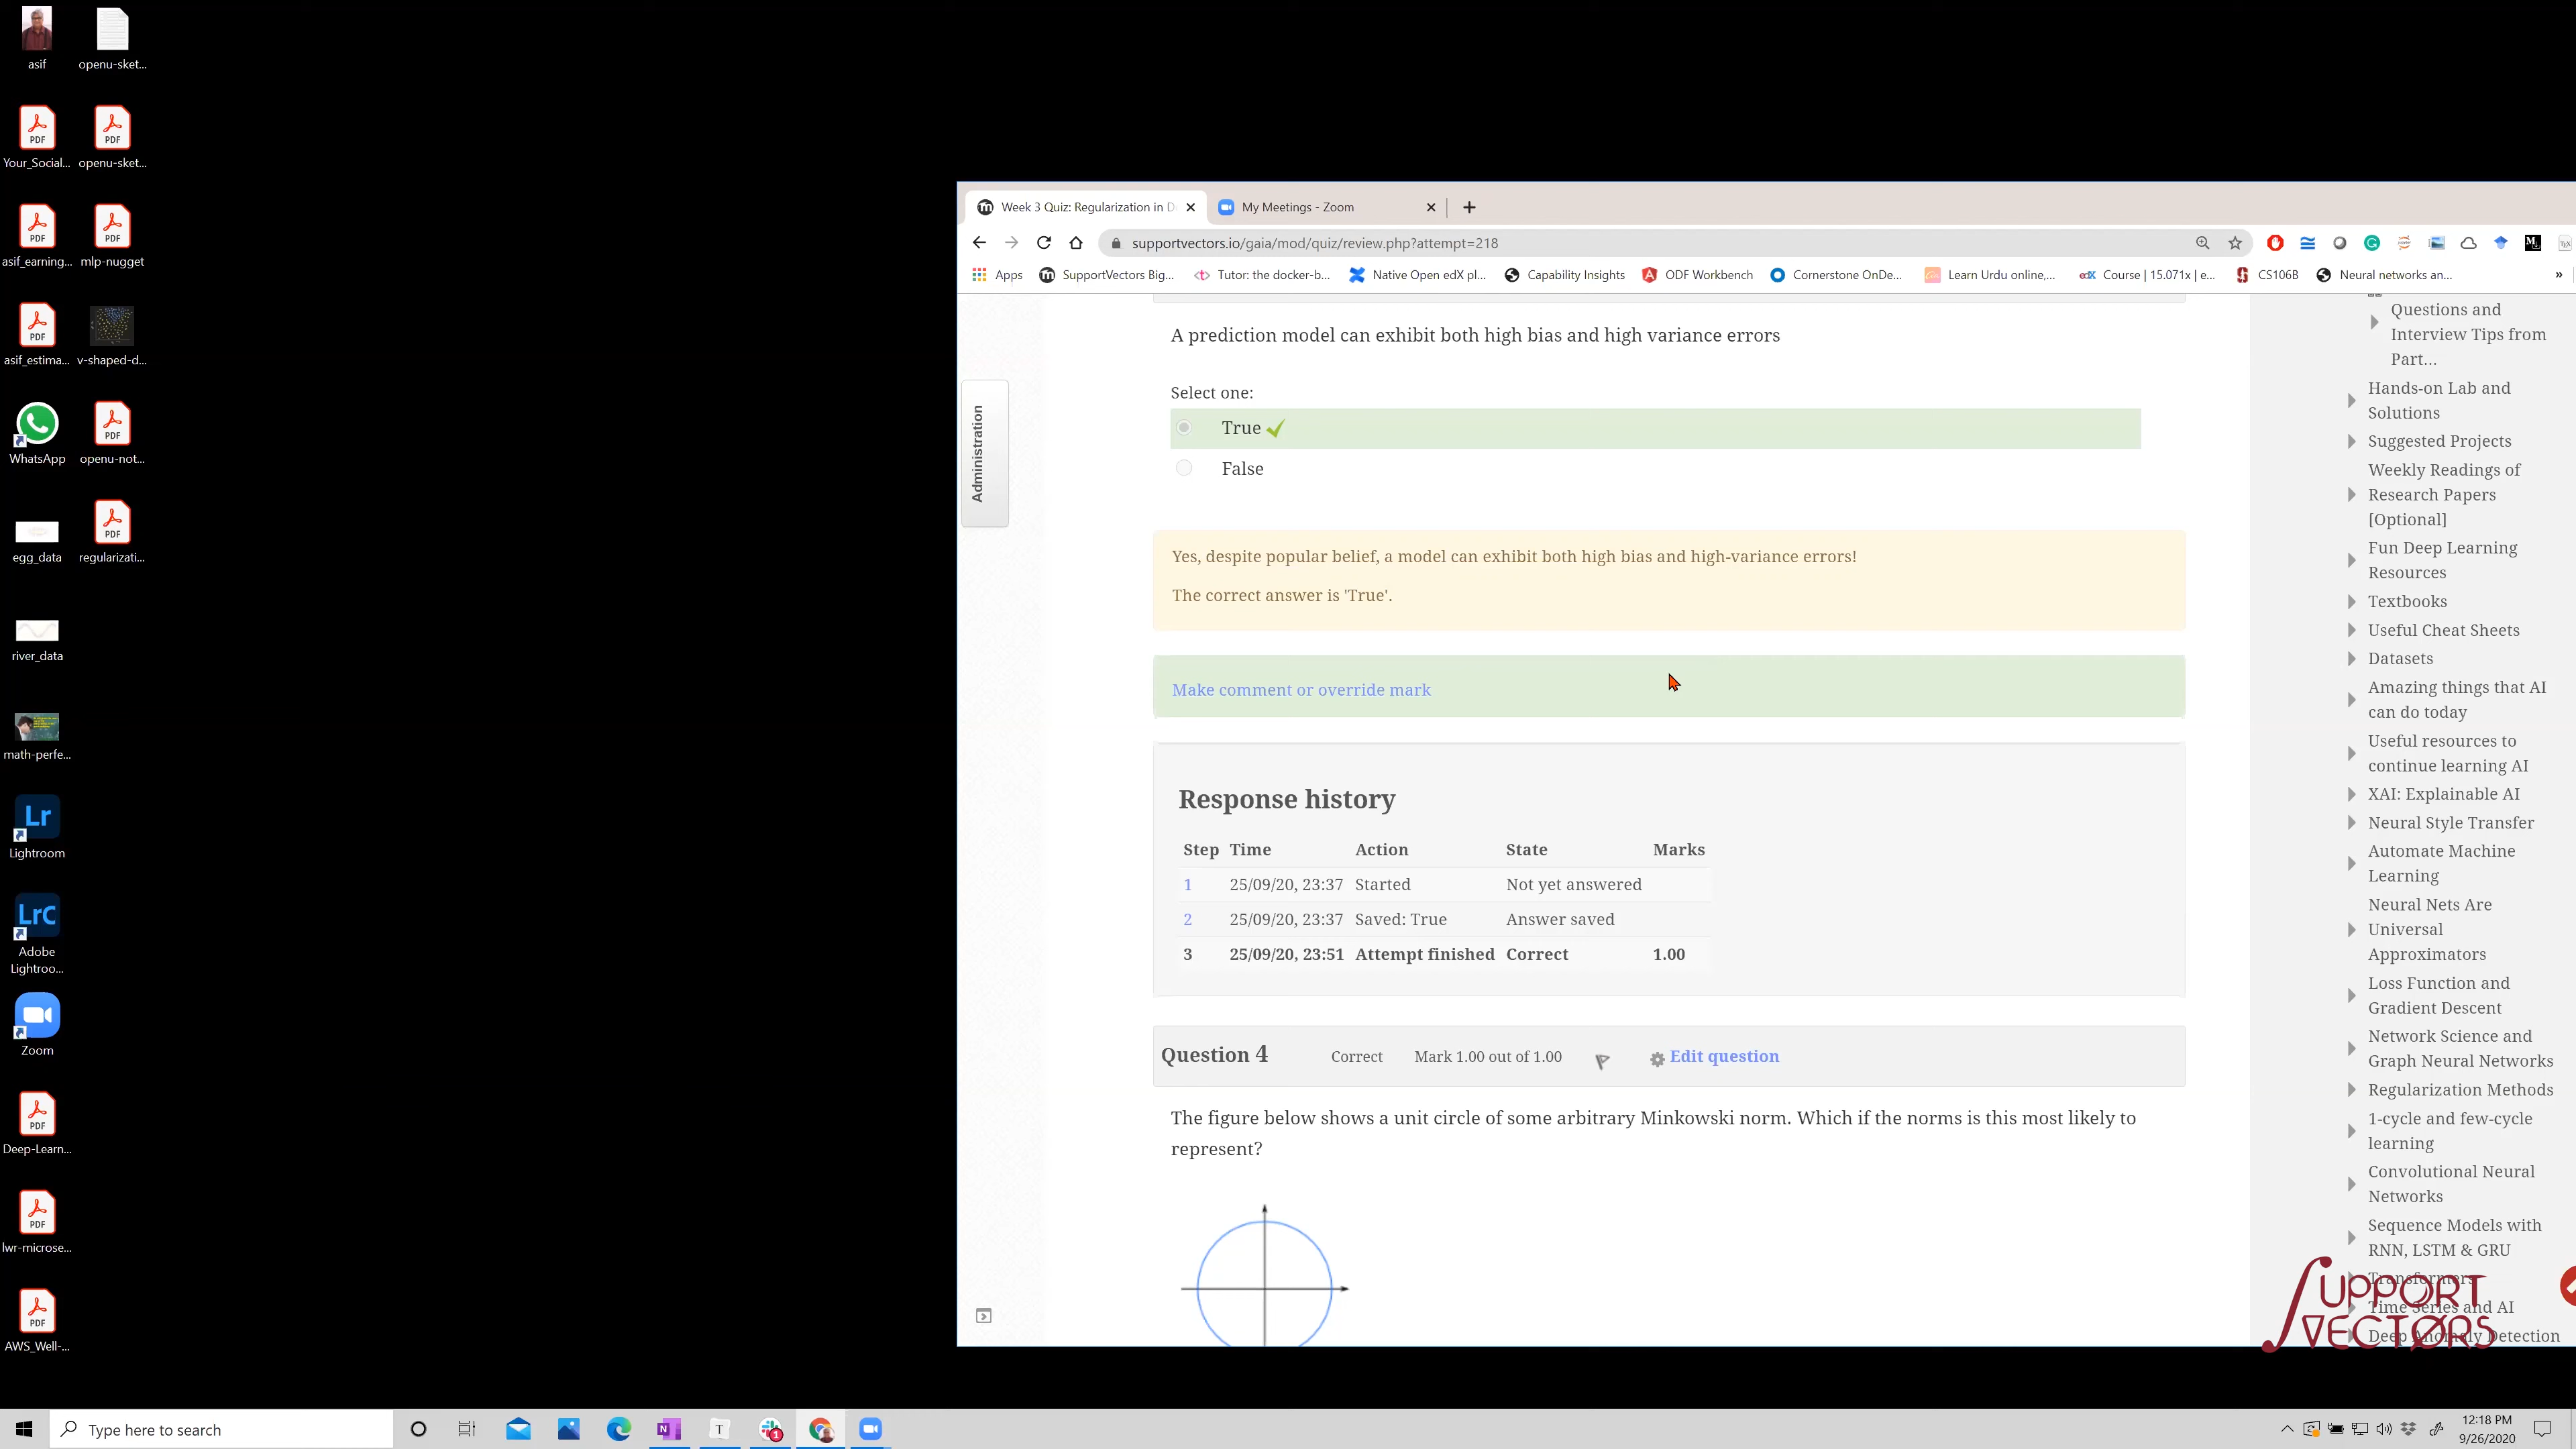 asif
openu-sket...
Your_Social...
openu-sket...
asif_earning...
mlp-nugget
asif_estima...
v-shaped-d...
WhatsApp
openu-not...
egg_data
regularizati...
river_data
math-perfe...
Lr
Lightroom
LrC
Adobe
Lightroo...
Zoom
Deep-Learn...
lwr-microse...
AWS_Well-...
Week 3 Quiz: Regularization in D
My Meetings - Zoom
supportvectors.io/gaia/mod/quiz/review.php?attempt=218
Apps
SupportVectors Big...
Tutor: the docker-b...
Native Open edX pl...
Capability Insights
ODF Workbench
Cornerstone OnDe...
Learn Urdu online,...
Course | 15.071x | e...
CS106B
Neural networks an...
Administration
A prediction model can exhibit both high bias and high variance errors
Select one:
True
False
Yes, despite popular belief, a model can exhibit both high bias and high-variance errors!
The correct answer is 'True'.
Make comment or override mark
Response history
Step Time Action State Marks
1 25/09/20, 23:37 Started Not yet answered
2 25/09/20, 23:37 Saved: True Answer saved
3 25/09/20, 23:51 Attempt finished Correct 1.00
Question 4 Correct Mark 1.00 out of 1.00 Edit question
The figure below shows a unit circle of some arbitrary Minkowski norm. Which if the norms is this most likely to
represent?
Questions and
Interview Tips from
Part...
Hands-on Lab and
Solutions
Suggested Projects
Weekly Readings of
Research Papers
[Optional]
Fun Deep Learning
Resources
Textbooks
Useful Cheat Sheets
Datasets
Amazing things that AI
can do today
Useful resources to
continue learning AI
XAI: Explainable AI
Neural Style Transfer
Automate Machine
Learning
Neural Nets Are
Universal
Approximators
Loss Function and
Gradient Descent
Network Science and
Graph Neural Networks
Regularization Methods
1-cycle and few-cycle
learning
Convolutional Neural
Networks
Sequence Models with
RNN, LSTM & GRU
Transformers
Time Series and AI
Deep Anomaly Detection
SUPPORT
VECTORS
Type here to search
12:18 PM
9/26/2020